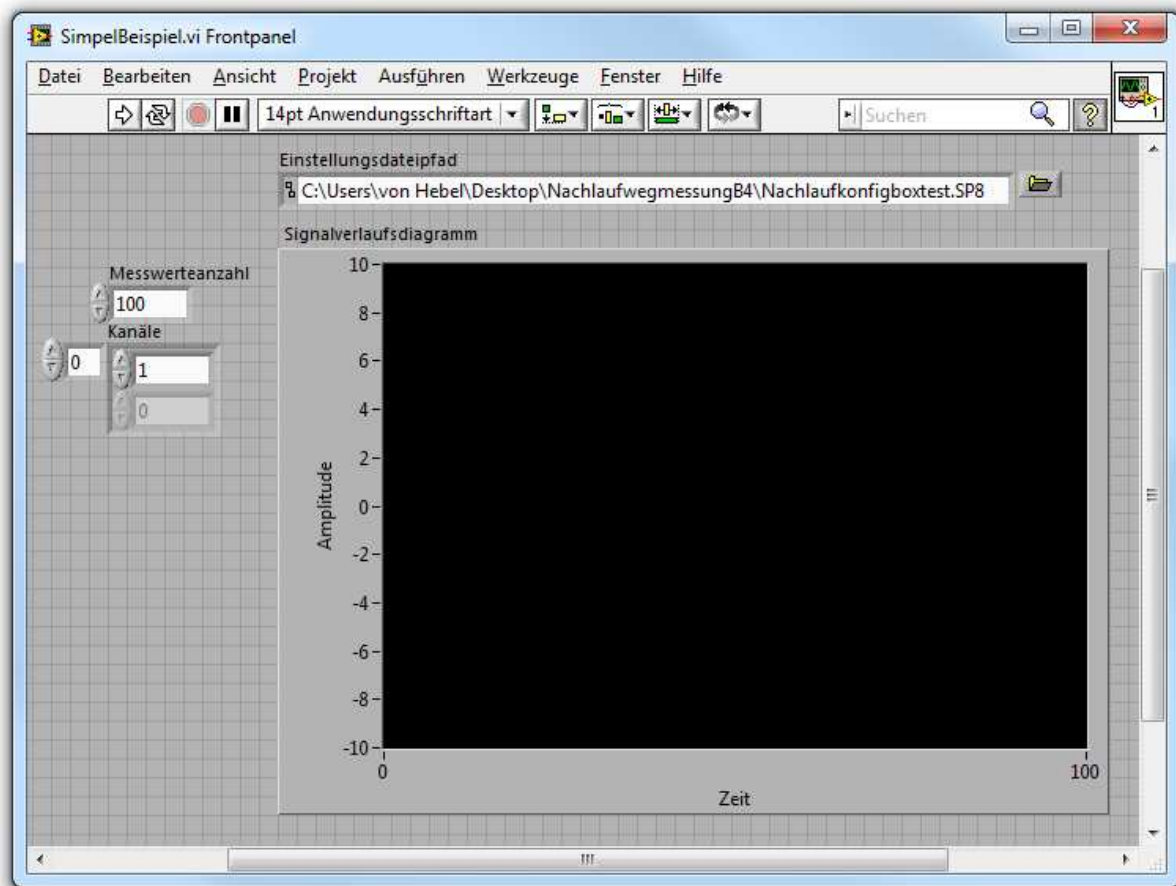 SimpelBeispiel.vi Frontpanel
Datei Bearbeiten Ansicht Projekt Ausführen Werkzeuge Fenster Hilfe
14pt Anwendungsschriftart
Suchen
1
Einstellungsdateipfad
C:\Users\von Hebel\Desktop\NachlaufwegmessungB4\Nachlaufkonfigboxtest.SP8
Signalverlaufsdiagramm
Messwerteanzahl
100
Kanäle
0
1
0
10
8
6
4
2
0
-2
-4
-6
-8
-10
Amplitude
0
100
Zeit